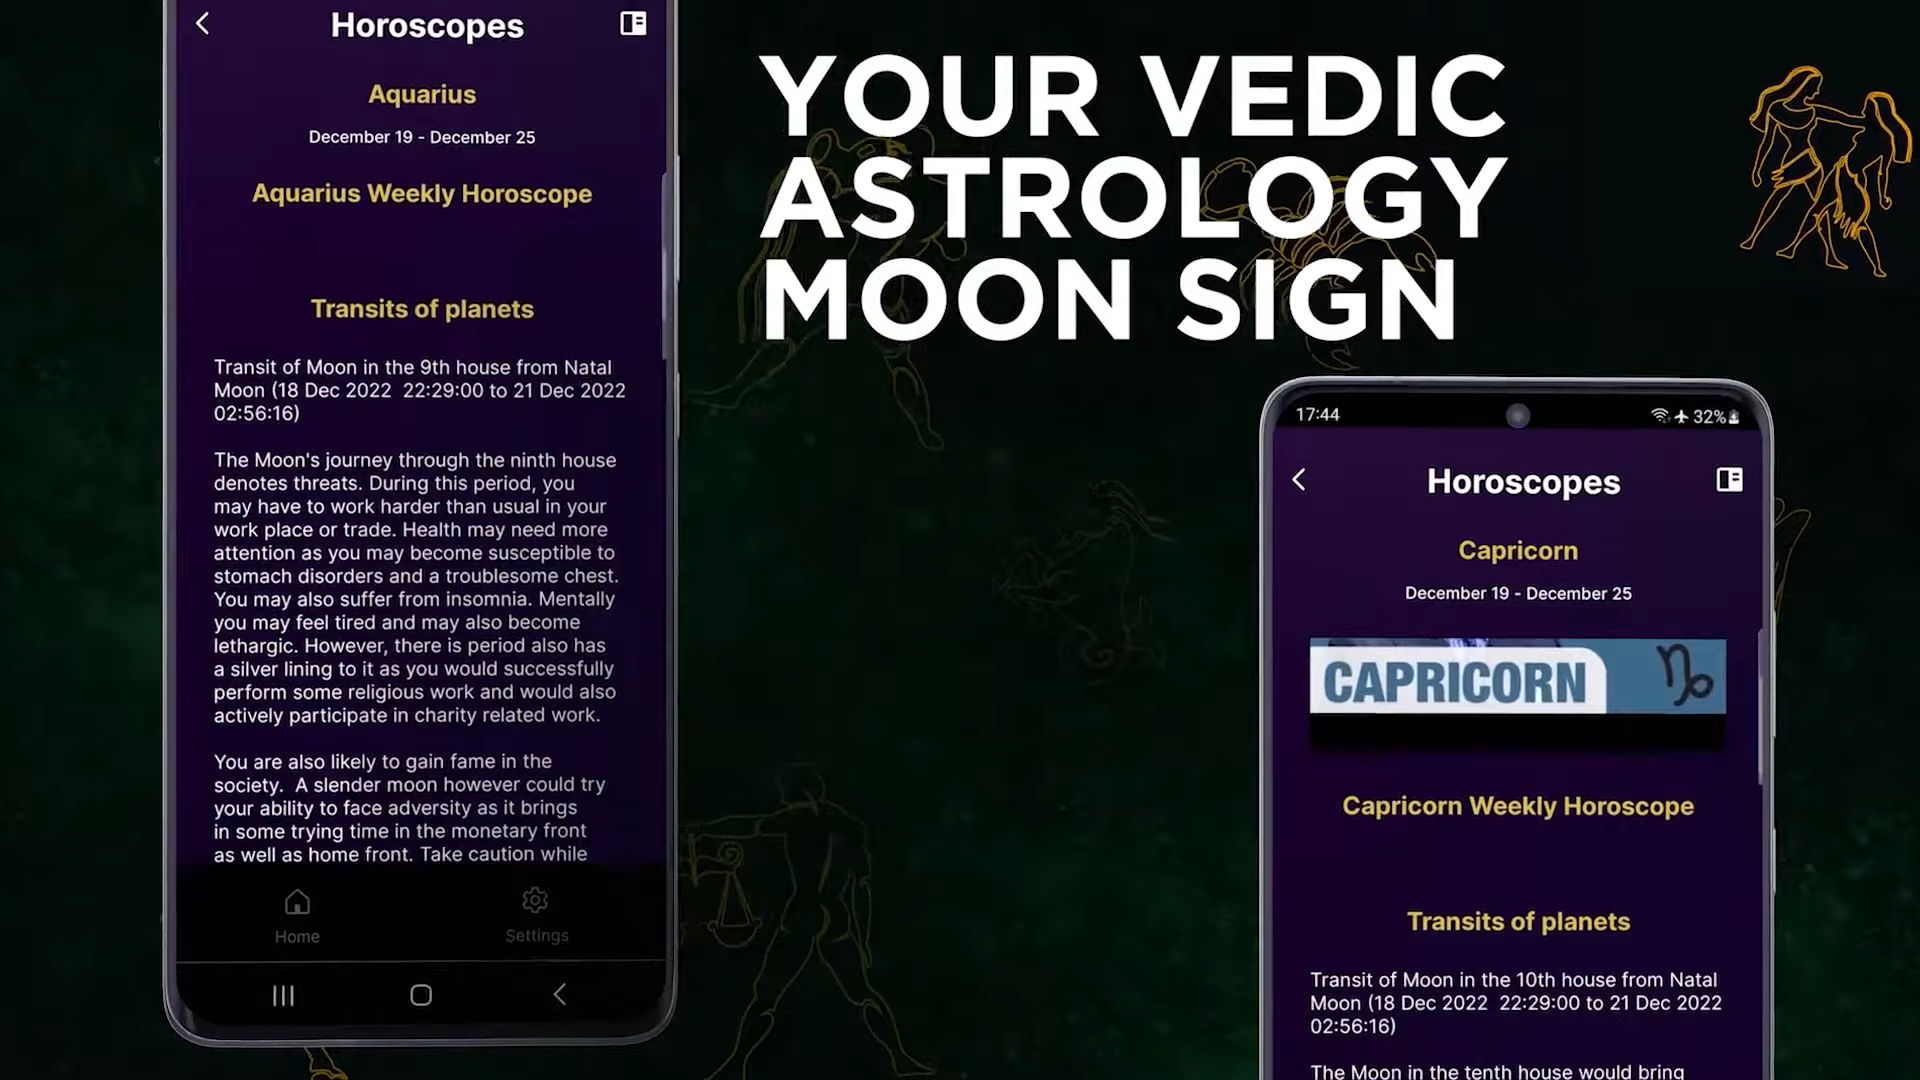 Horoscopes
Aquarius
December 19 - December 25
Aquarius Weekly Horoscope
Transits of planets
Transit of Moon in the 9th house from Natal
Moon (18 Dec 2022  22:29:00 to 21 Dec 2022
02:56:16)
The Moon's journey through the ninth house
denotes threats. During this period, you
may have to work harder than usual in your
work place or trade. Health may need more
attention as you may become susceptible to
stomach disorders and a troublesome chest.
You may also suffer from insomnia. Mentally
you may feel tired and may also become
lethargic. However, there is period also has
a silver lining to it as you would successfully
perform some religious work and would also
actively participate in charity related work.
You are also likely to gain fame in the
society.  A slender moon however could try
your ability to face adversity as it brings
in some trying time in the monetary front
as well as home front. Take caution while
Home
Settings
YOUR VEDIC
ASTROLOGY
MOON SIGN
17:44
32%
Horoscopes
Capricorn
December 19 - December 25
CAPRICORN
Capricorn Weekly Horoscope
Transits of planets
Transit of Moon in the 10th house from Natal
Moon (18 Dec 2022  22:29:00 to 21 Dec 2022
02:56:16)
The Moon in the tenth house would bring